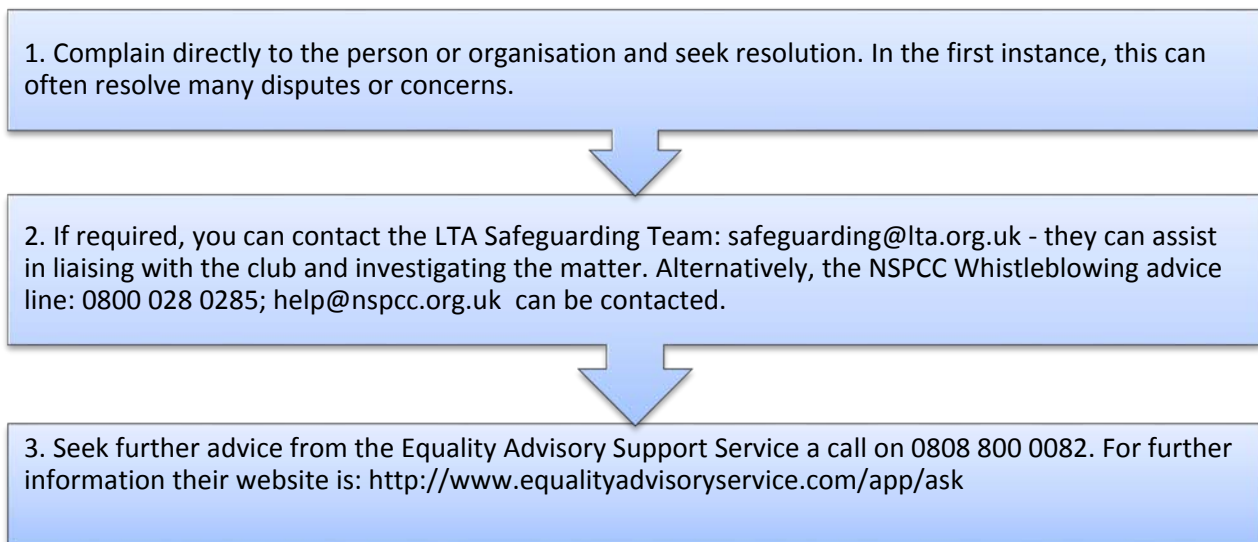 1. Complain directly to the person or organisation and seek resolution. In the first instance, this can
often resolve many disputes or concerns.
2. If required, you can contact the LTA Safeguarding Team: safeguarding@lta.org.uk - they can assist
in liaising with the club and investigating the matter. Alternatively, the NSPCC Whistleblowing advice
line: 0800 028 0285; help@nspcc.org.uk can be contacted.
3. Seek further advice from the Equality Advisory Support Service a call on 0808 800 0082. For further
information their website is: http://www.equalityadvisoryservice.com/app/ask